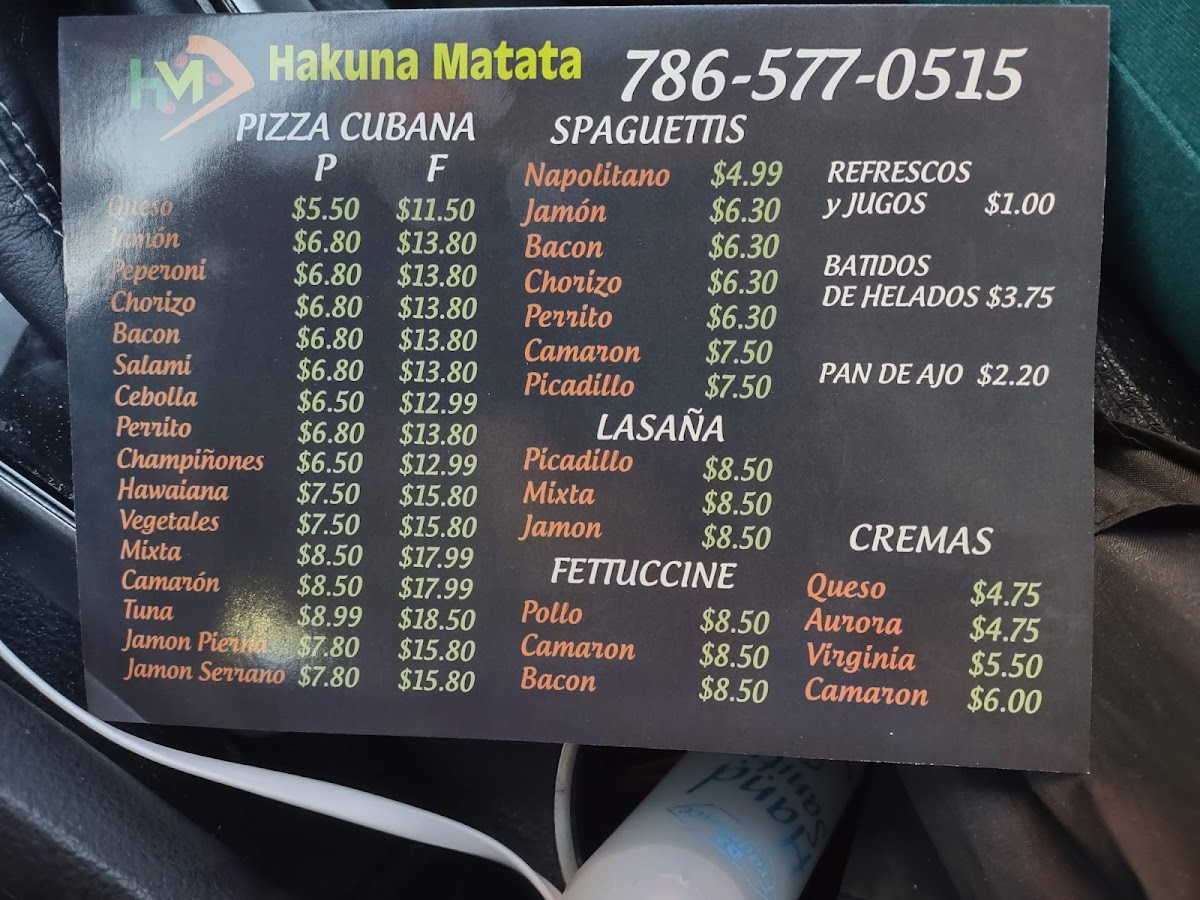 HM
Hakuna Matata
786-577-0515
PIZZA CUBANA
P F
Queso $5.50 $11.50
Jamón $6.80 $13.80
Peperoni $6.80 $13.80
Chorizo $6.80 $13.80
Bacon $6.80 $13.80
Salami $6.80 $13.80
Cebolla $6.50 $12.99
Perrito $6.80 $13.80
Champiñones $6.50 $12.99
Hawaiana $7.50 $15.80
Vegetales $7.50 $15.80
Mixta $8.50 $17.99
Camarón $8.50 $17.99
Tuna $8.99 $18.50
Jamon Pierna $7.80 $15.80
Jamon Serrano $7.80 $15.80
SPAGUETTIS
Napolitano $4.99
Jamón $6.30
Bacon $6.30
Chorizo $6.30
Perrito $6.30
Camaron $7.50
Picadillo $7.50
LASAÑA
Picadillo $8.50
Mixta $8.50
Jamon $8.50
FETTUCCINE
Pollo $8.50
Camaron $8.50
Bacon $8.50
REFRESCOS
y JUGOS $1.00
BATIDOS
DE HELADOS $3.75
PAN DE AJO $2.20
CREMAS
Queso $4.75
Aurora $4.75
Virginia $5.50
Camaron $6.00
Hand